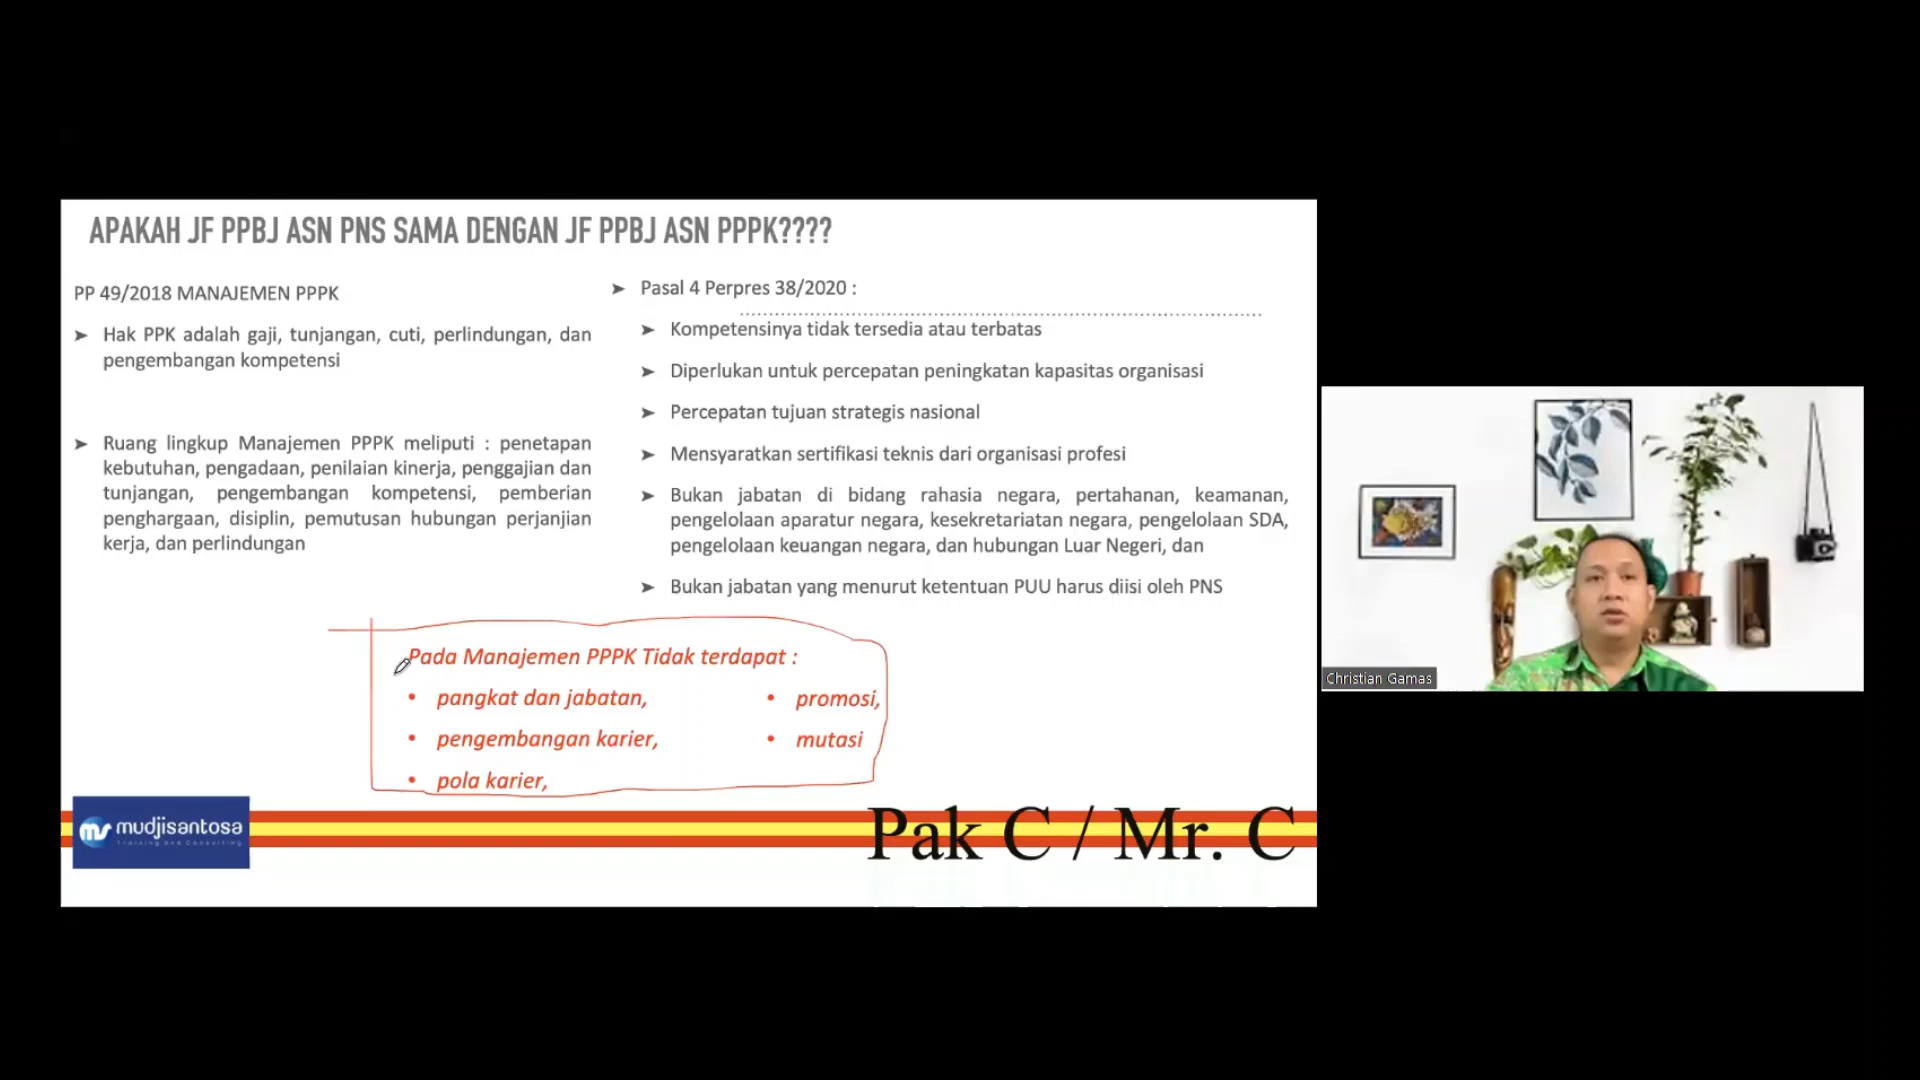 APAKAH JF PPBJ ASN PNS SAMA DENGAN JF PPBJ ASN PPPK????
PP 49/2018 MANAJEMEN PPPK
➤ Hak PPK adalah gaji, tunjangan, cuti, perlindungan, dan
pengembangan kompetensi
➤ Ruang lingkup Manajemen PPPK meliputi : penetapan
kebutuhan, pengadaan, penilaian kinerja, penggajian dan
tunjangan, pengembangan kompetensi, pemberian
penghargaan, disiplin, pemutusan hubungan perjanjian
kerja, dan perlindungan
➤ Pasal 4 Perpres 38/2020 :
➤ Kompetensinya tidak tersedia atau terbatas
➤ Diperlukan untuk percepatan peningkatan kapasitas organisasi
➤ Percepatan tujuan strategis nasional
➤ Mensyaratkan sertifikasi teknis dari organisasi profesi
➤ Bukan jabatan di bidang rahasia negara, pertahanan, keamanan,
pengelolaan aparatur negara, kesekretariatan negara, pengelolaan SDA,
pengelolaan keuangan negara, dan hubungan Luar Negeri, dan
➤ Bukan jabatan yang menurut ketentuan PUU harus diisi oleh PNS
Pada Manajemen PPPK Tidak terdapat :
• pangkat dan jabatan,
• pengembangan karier,
• pola karier,
• promosi,
• mutasi
mudjisantosa
Training and Consulting
Pak C / Mr. C
Christian Gamas